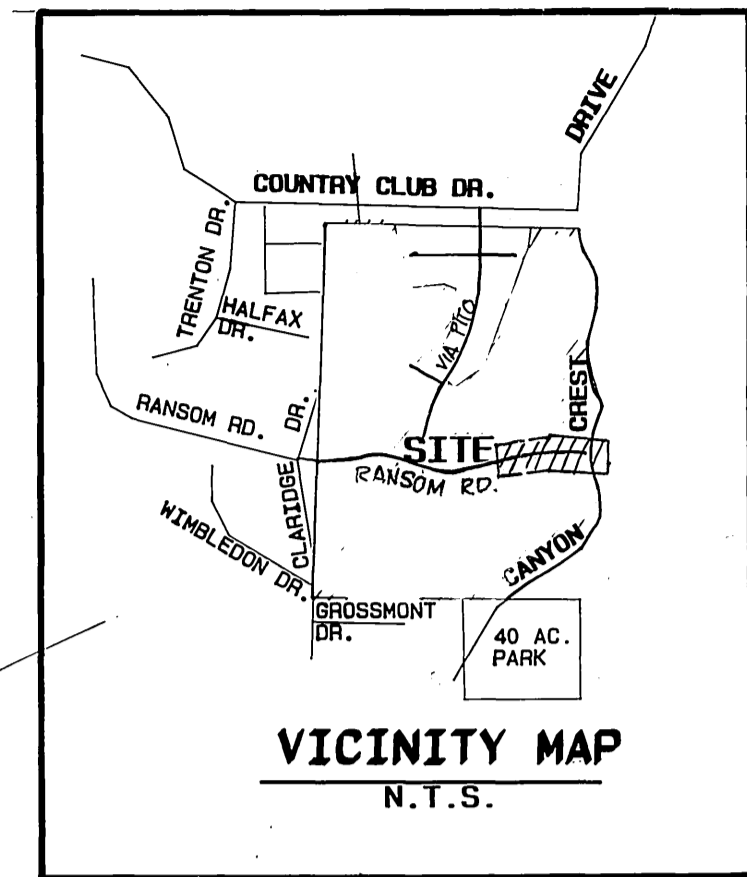 DRIVE
COUNTRY CLUB DR.
TRENTON DR.
HALFAX
DR.
VIA PITO
CREST
RANSOM RD.
DR.
SITE
RANSOM RD.
CLARIDGE
WIMBLEDON DR.
CANYON
GROSSMONT
DR.
40 AC.
PARK
VICINITY MAP
N.T.S.